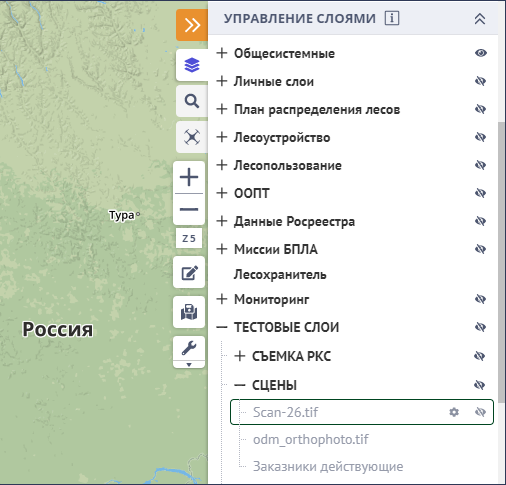 УПРАВЛЕНИЕ СЛОЯМИ
Общесистемные
Личные слои
План распределения лесов
Лесоустройство
Лесопользование
ООПТ
Данные Росреестра
Миссии БПЛА
Лесохранитель
Мониторинг
ТЕСТОВЫЕ СЛОИ
СЪЕМКА РКС
СЦЕНЫ
Scan-26.tif
odm_orthophoto.tif
Заказники действующие
Z 5
Тура
Россия